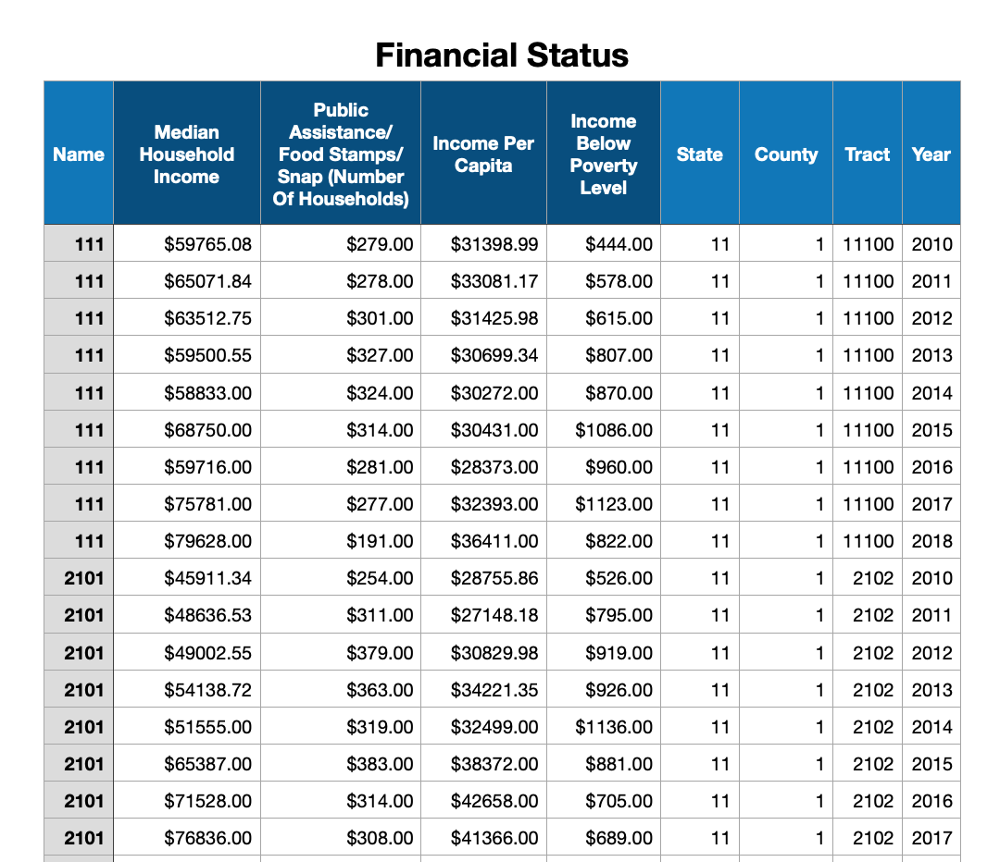 Financial Status
Name Median Household Income Public Assistance/ Food Stamps/ Snap (Number Of Households) Income Per Capita Income Below Poverty Level State County Tract Year
111 $59765.08 $279.00 $31398.99 $444.00 11 1 11100 2010
111 $65071.84 $278.00 $33081.17 $578.00 11 1 11100 2011
111 $63512.75 $301.00 $31425.98 $615.00 11 1 11100 2012
111 $59500.55 $327.00 $30699.34 $807.00 11 1 11100 2013
111 $58833.00 $324.00 $30272.00 $870.00 11 1 11100 2014
111 $68750.00 $314.00 $30431.00 $1086.00 11 1 11100 2015
111 $59716.00 $281.00 $28373.00 $960.00 11 1 11100 2016
111 $75781.00 $277.00 $32393.00 $1123.00 11 1 11100 2017
111 $79628.00 $191.00 $36411.00 $822.00 11 1 11100 2018
2101 $45911.34 $254.00 $28755.86 $526.00 11 1 2102 2010
2101 $48636.53 $311.00 $27148.18 $795.00 11 1 2102 2011
2101 $49002.55 $379.00 $30829.98 $919.00 11 1 2102 2012
2101 $54138.72 $363.00 $34221.35 $926.00 11 1 2102 2013
2101 $51555.00 $319.00 $32499.00 $1136.00 11 1 2102 2014
2101 $65387.00 $383.00 $38372.00 $881.00 11 1 2102 2015
2101 $71528.00 $314.00 $42658.00 $705.00 11 1 2102 2016
2101 $76836.00 $308.00 $41366.00 $689.00 11 1 2102 2017